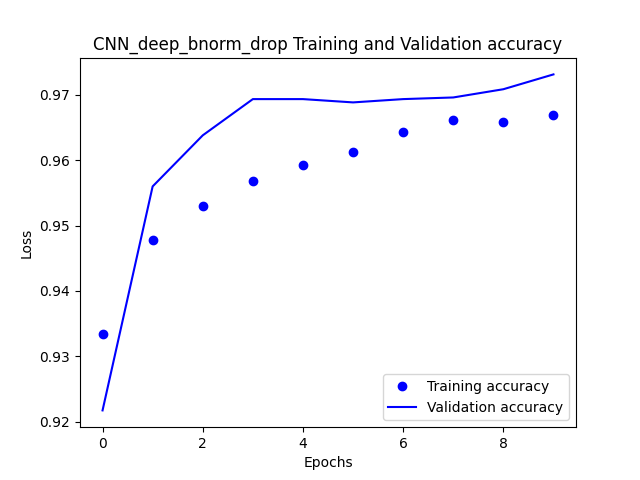 CNN_deep_bnorm_drop Training and Validation accuracy
0.97
0.96
0.95
0.94
0.93
0.92
Loss
0 2 4 6 8
Epochs
Training accuracy
Validation accuracy